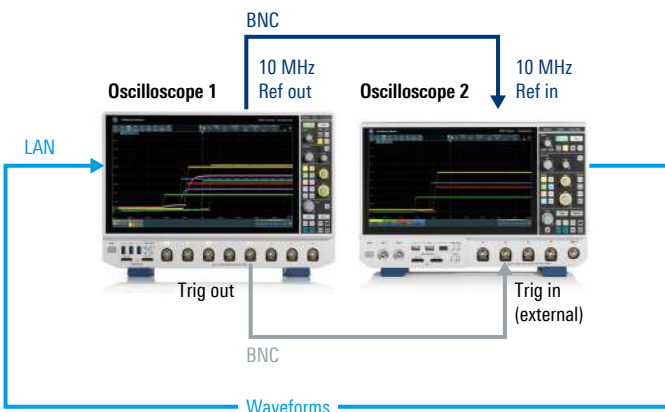 BNC
10 MHz
Ref out
10 MHz
Ref in
Oscilloscope 1
Oscilloscope 2
LAN
Trig out
Trig in
(external)
BNC
Waveforms